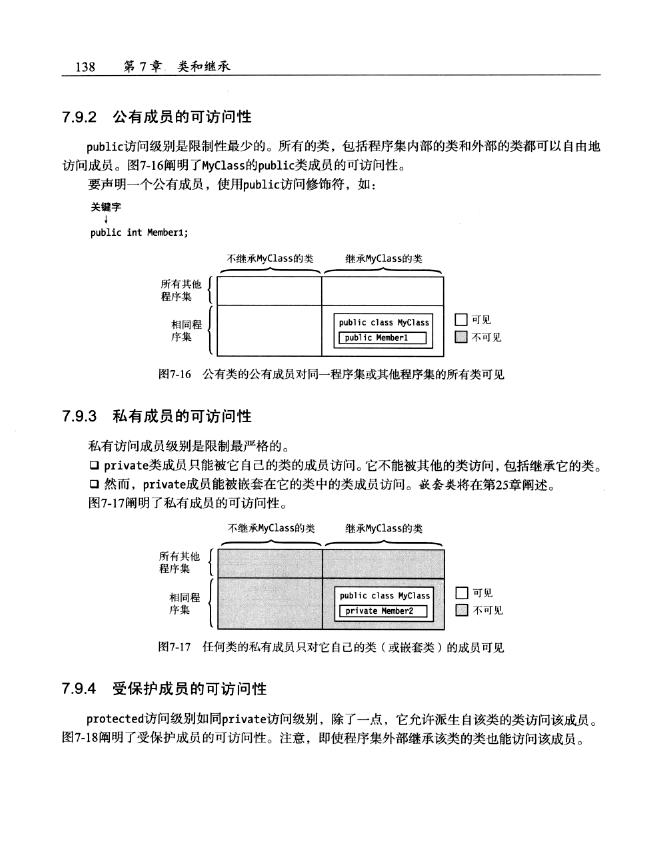 138 第7章 类和继承
7.9.2 公有成员的可访问性
public访问级别是限制性最少的。所有的类，包括程序集内部的类和外部的类都可以自由地
访问成员。图7-16阐明了MyClass的public类成员的可访问性。
要声明一个公有成员，使用public访问修饰符，如：
关键字
↓
public int Member1;
不继承MyClass的类 继承MyClass的类
所有其他
程序集
相同程
序集
public class MyClass
public Member1
可见
不可见
图7-16 公有类的公有成员对同一程序集或其他程序集的所有类可见
7.9.3 私有成员的可访问性
私有访问成员级别是限制最严格的。
❑ private类成员只能被它自己的类的成员访问。它不能被其他的类访问，包括继承它的类。
❑ 然而，private成员能被嵌套在它的类中的类成员访问。嵌套类将在第25章阐述。
图7-17阐明了私有成员的可访问性。
不继承MyClass的类 继承MyClass的类
所有其他
程序集
相同程
序集
public class MyClass
private Member2
可见
不可见
图7-17 任何类的私有成员只对它自己的类（或嵌套类）的成员可见
7.9.4 受保护成员的可访问性
protected访问级别如同private访问级别，除了一点，它允许派生自该类的类访问该成员。
图7-18阐明了受保护成员的可访问性。注意，即使程序集外部继承该类的类也能访问该成员。